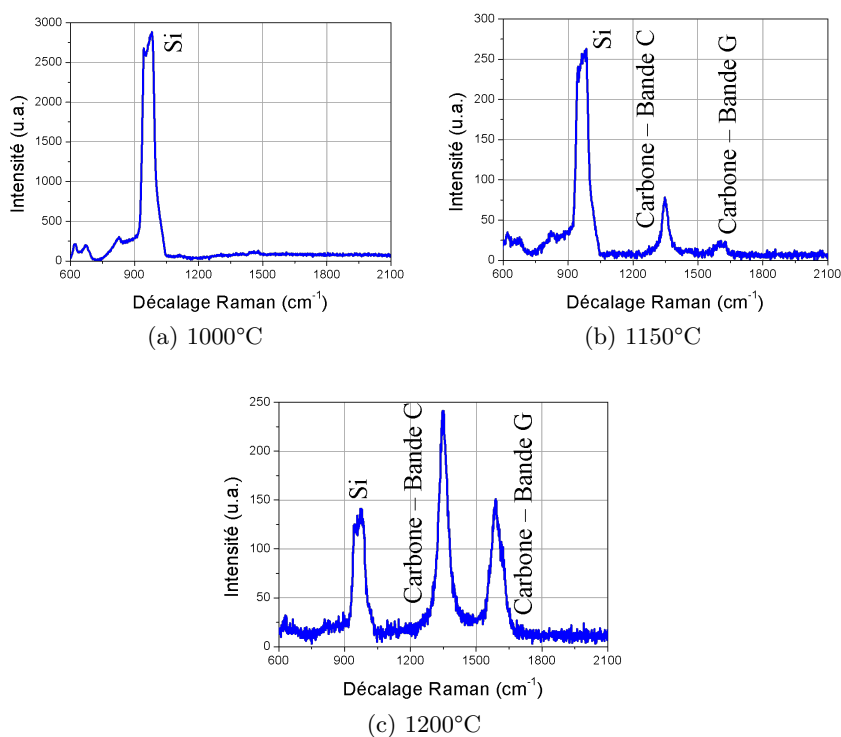 3000
2500
2000
1500
1000
500
0
600
900
1200
1500
1800
2100
Intensité (u.a.)
Décalage Raman (cm-1)
Si
(a) 1000°C
300
250
200
150
100
50
0
600
900
1200
1500
1800
2100
Intensité (u.a.)
Décalage Raman (cm-1)
Si
Carbone – Bande C
Carbone – Bande G
(b) 1150°C
250
200
150
100
50
0
600
900
1200
1500
1800
2100
Intensité (u.a.)
Décalage Raman (cm-1)
Si
Carbone – Bande C
Carbone – Bande G
(c) 1200°C